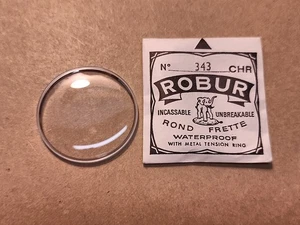 N° 343 CHR
ROBUR
INCASSABLE UNBREAKABLE
ROND FRETTE
WATERPROOF
WITH METAL TENSION RING